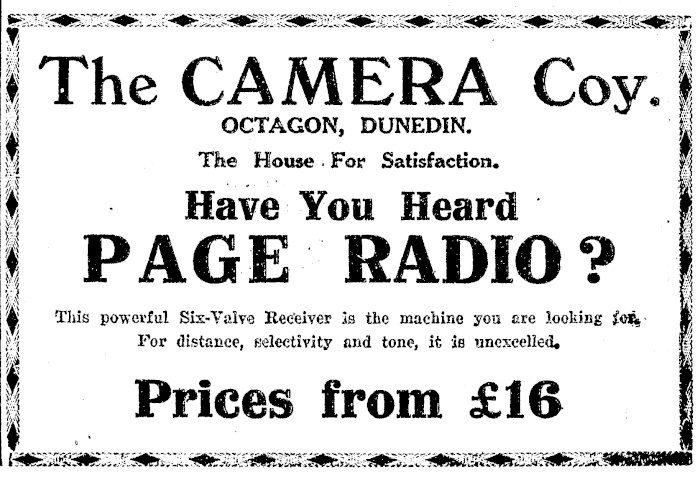 The CAMERA Coy.
OCTAGON, DUNEDIN.
The House For Satisfaction.
Have You Heard
PAGE RADIO?
This powerful Six-Valve Receiver is the machine you are looking for.
For distance, selectivity and tone, it is unexcelled.
Prices from £16